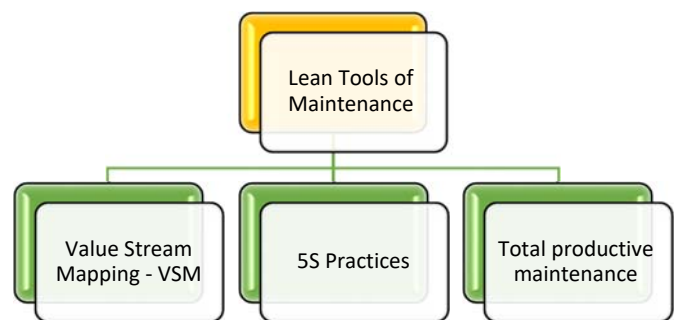 Lean Tools of
Maintenance
Value Stream
Mapping - VSM
5S Practices
Total productive
maintenance